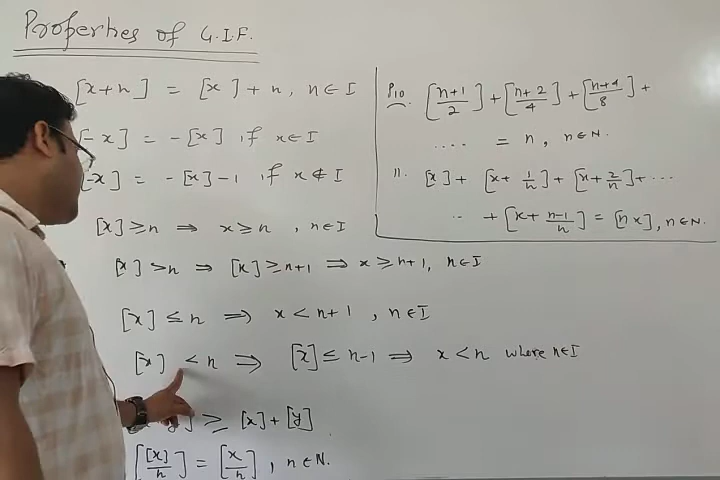 Properties of G.I.F.
[x+n] = [x]+n, n∈I
[-x] = -[x] if x∈I
[-x] = -[x]-1 if x∉I
[x]≥n ⇒ x≥n, n∈I
[x]>n ⇒ [x]≥n+1 ⇒ x≥n+1, n∈I
[x]≤n ⇒ x<n+1, n∈I
[x] <n ⇒ [x]≤n-1 ⇒ x<n where n∈I
y] ≥ [x]+[y]
[[x]/n] = [x/n], n∈N.
P10. [(n+1)/2]+[(n+2)/4]+[(n+4)/8]+
.... = n, n∈N.
11. [x]+[x+1/n]+[x+2/n]+...
.. +[x+(n-1)/n]=[nx], n∈N.